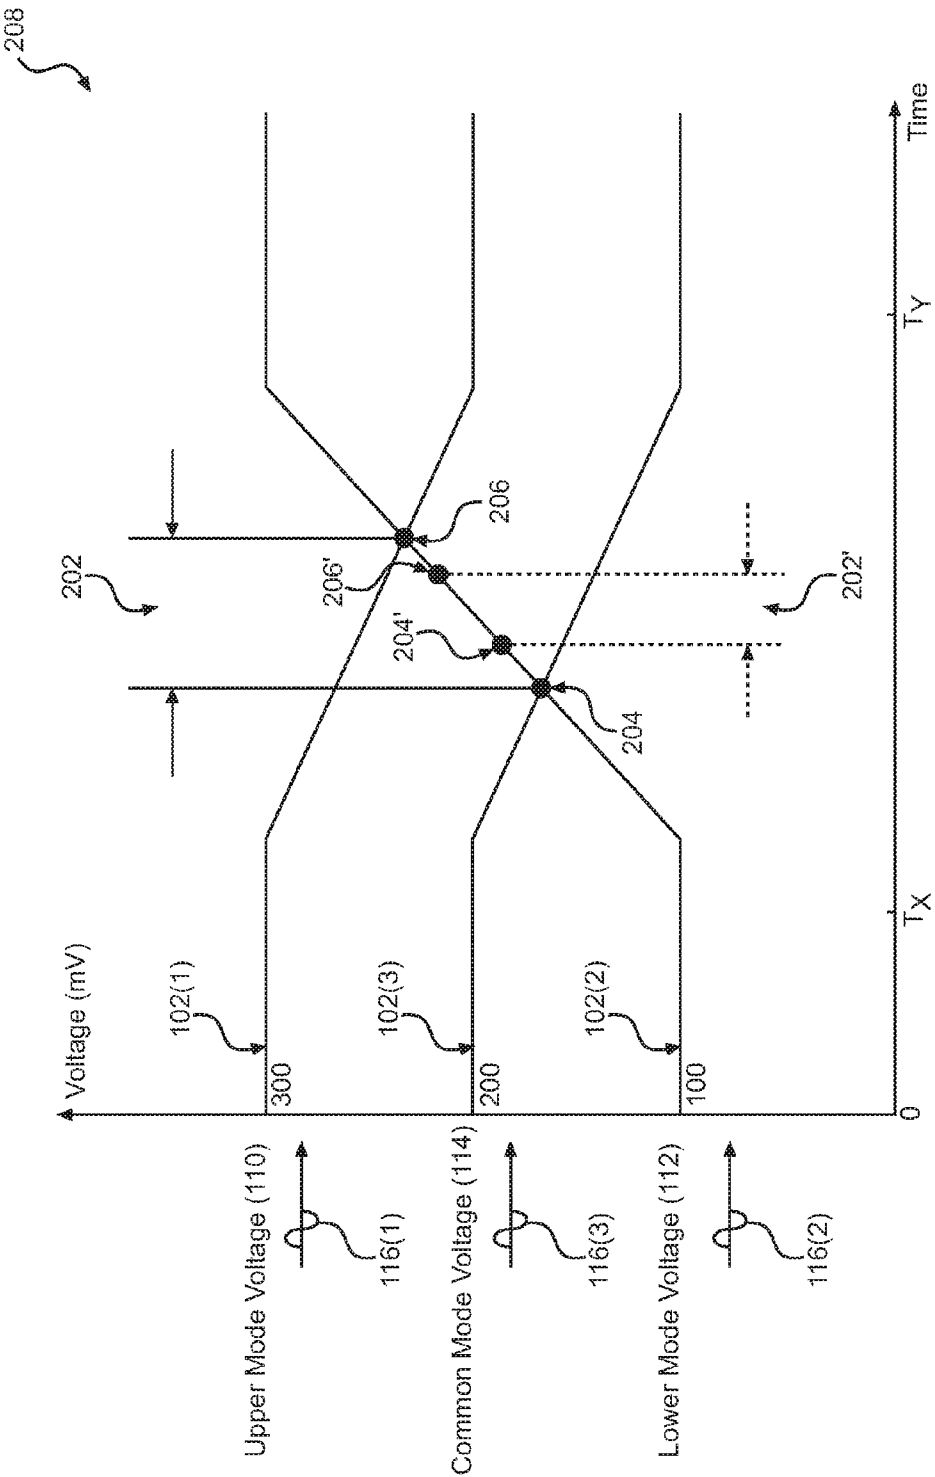 208
Voltage (mV)
Upper Mode Voltage (110)
116(1)
300
102(1)
Common Mode Voltage (114)
116(3)
200
102(3)
Lower Mode Voltage (112)
116(2)
100
102(2)
202
204
204'
206'
206
202'
0
TX
TY
Time